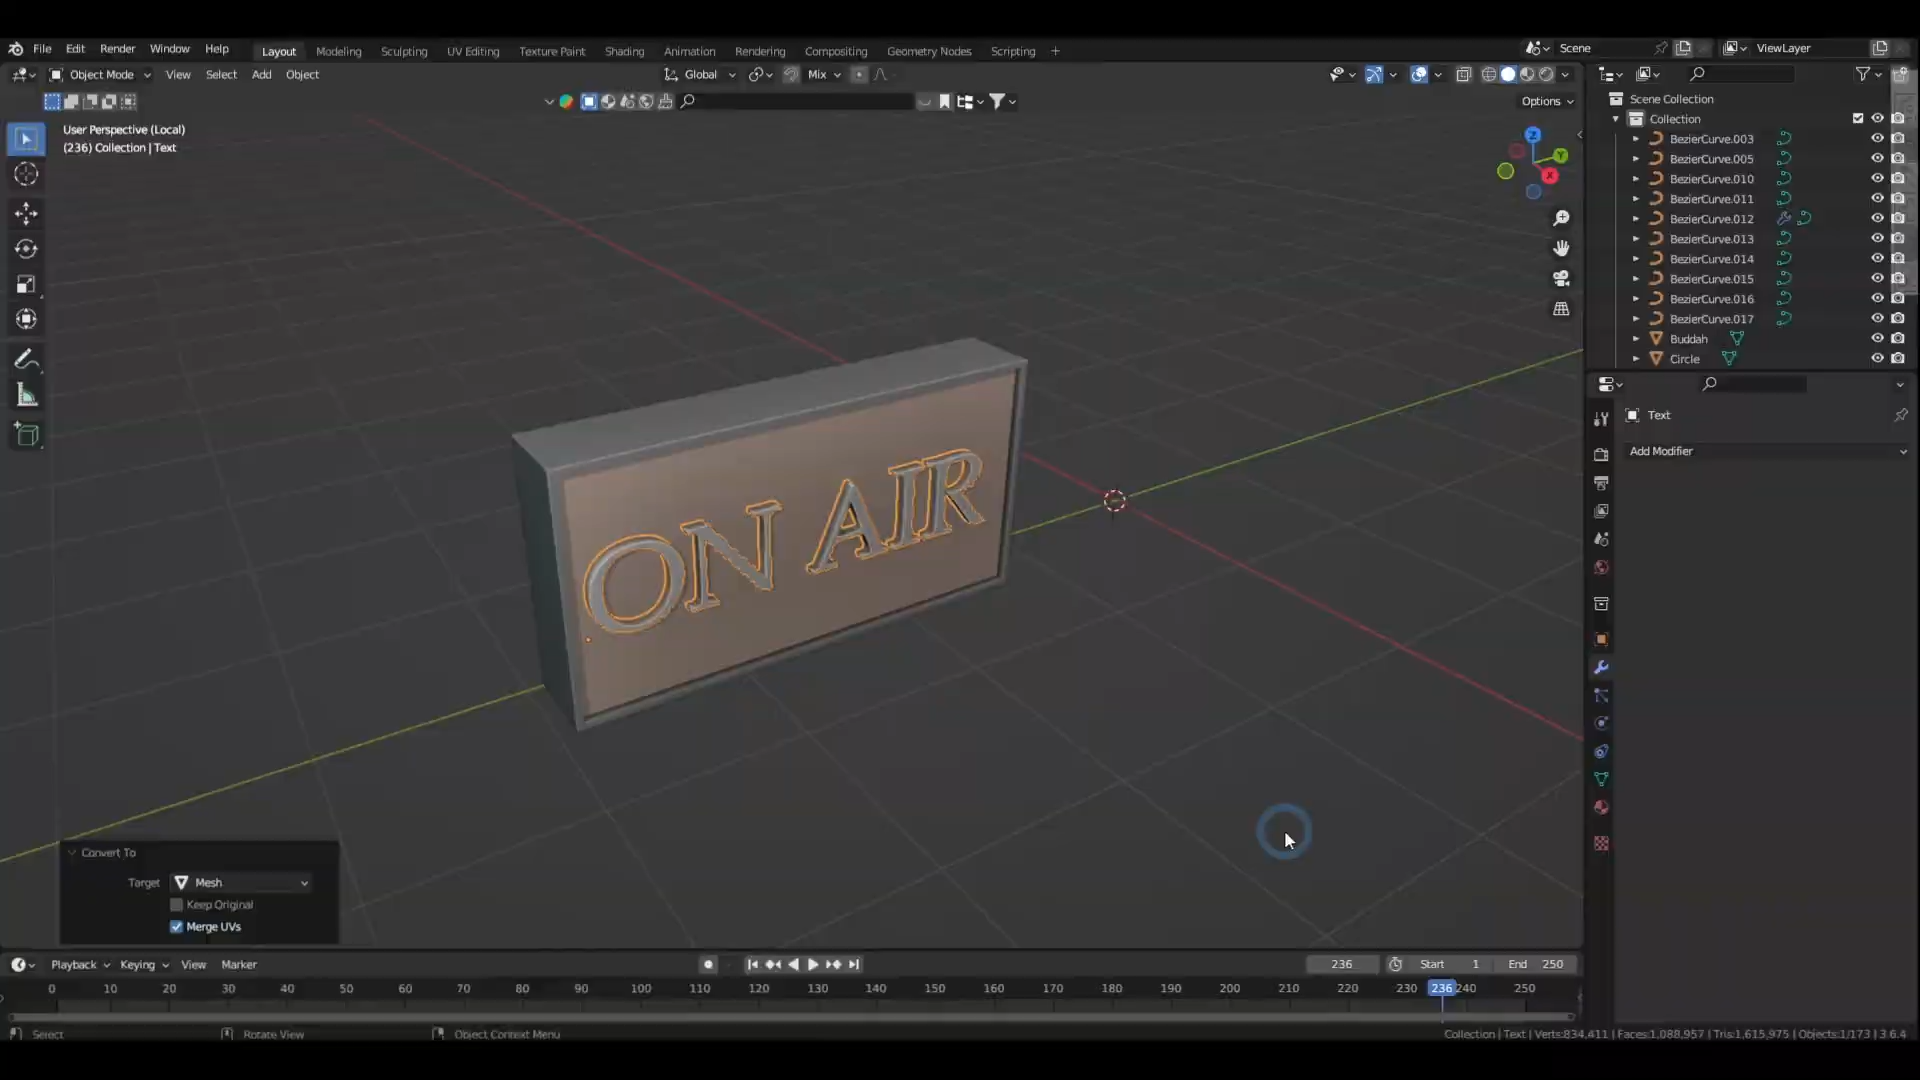 File Edit Render Window Help Layout Modeling Sculpting UV Editing Texture Paint Shading Animation Rendering Compositing Geometry Nodes Scripting + Scene ViewLayer
Object Mode View Select Add Object Global Mix
Options
User Perspective (Local)
(236) Collection | Text
Scene Collection
Collection
BezierCurve.003
BezierCurve.005
BezierCurve.010
BezierCurve.011
BezierCurve.012
BezierCurve.013
BezierCurve.014
BezierCurve.015
BezierCurve.016
BezierCurve.017
Buddah
Circle
Z
Y
X
Text
Add Modifier
ON AIR
Convert To
Target Mesh
Keep Original
Merge UVs
Playback Keying View Marker 236 Start 1 End 250
0 10 20 30 40 50 60 70 80 90 100 110 120 130 140 150 160 170 180 190 200 210 220 230 236 240 250
Select Rotate View Object Context Menu Collection | Text | Verts:834,411 | Faces:1,088,957 | Tris:1,615,975 | Objects:1/173 | 3.6.4